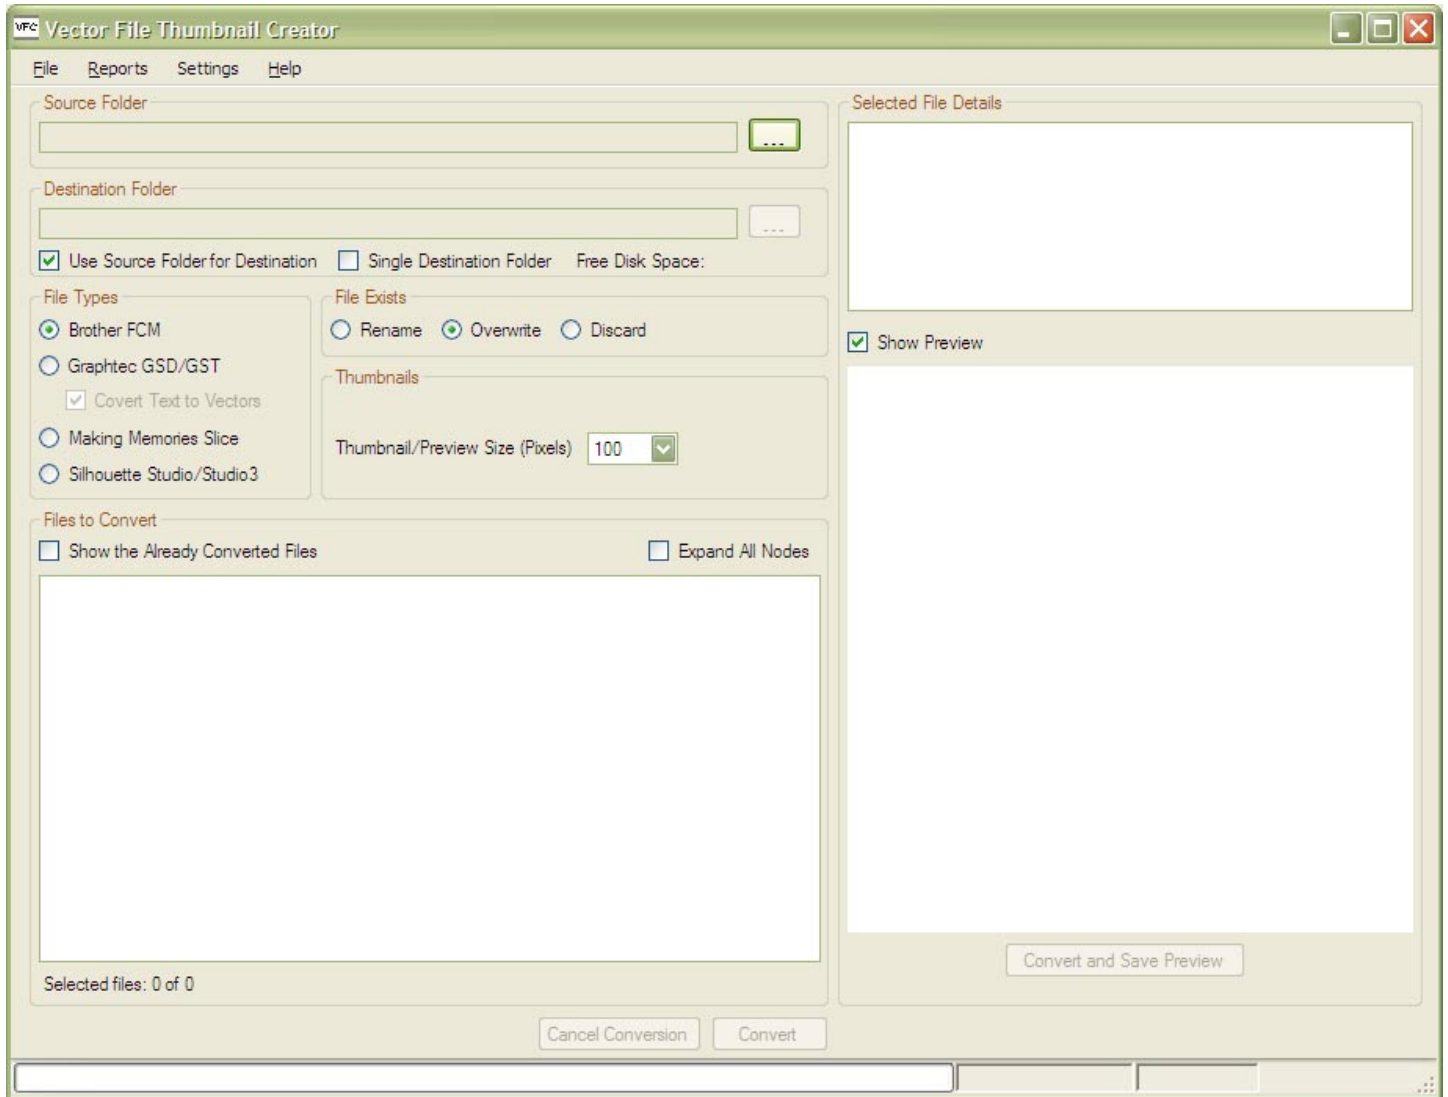 VFC Vector File Thumbnail Creator
File Reports Settings Help
Source Folder
...
Destination Folder
...
Use Source Folder for Destination Single Destination Folder Free Disk Space:
File Types
Brother FCM
Graphtec GSD/GST
Covert Text to Vectors
Making Memories Slice
Silhouette Studio/Studio3
File Exists
Rename Overwrite Discard
Thumbnails
Thumbnail/Preview Size (Pixels) 100
Files to Convert
Show the Already Converted Files Expand All Nodes
Selected files: 0 of 0
Cancel Conversion Convert
Selected File Details
Show Preview
Convert and Save Preview